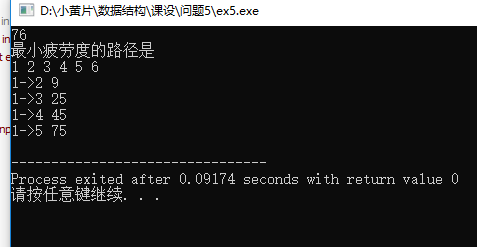 D:\小黄片\数据结构\课设\问题5\ex5.exe
76
最小疲劳度的路径是
1 2 3 4 5 6
1->2 9
1->3 25
1->4 45
1->5 75
--------------------------------
Process exited after 0.09174 seconds with return value 0
请按任意键继续. . .